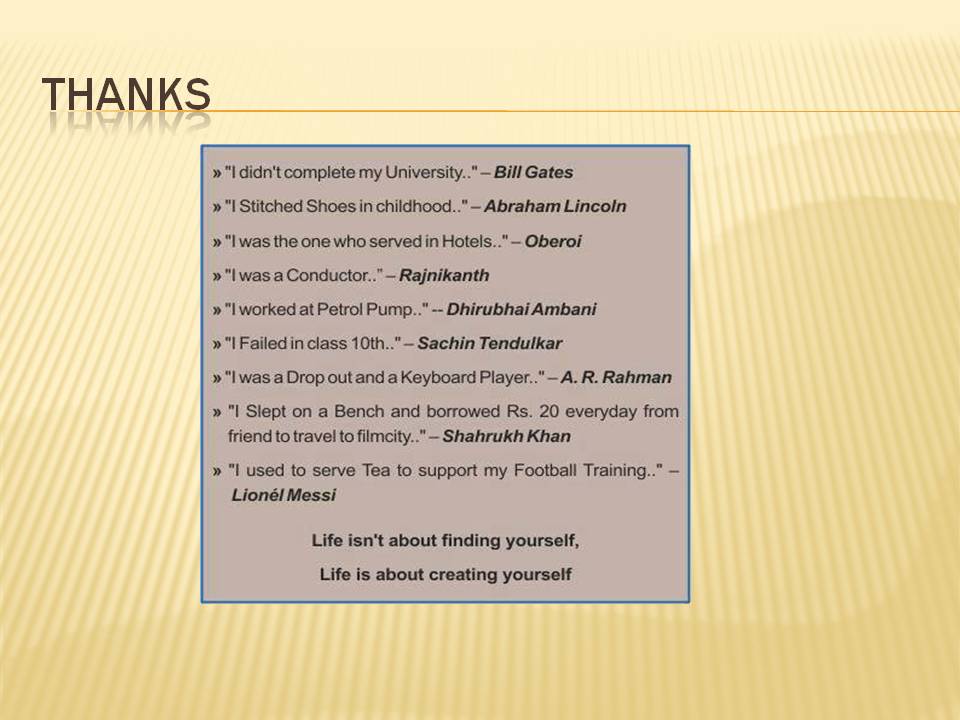 THANKS
» "I didn't complete my University.." – Bill Gates
» "I Stitched Shoes in childhood.." – Abraham Lincoln
» "I was the one who served in Hotels.." – Oberoi
» "I was a Conductor.." – Rajnikanth
» "I worked at Petrol Pump.." -- Dhirubhai Ambani
» "I Failed in class 10th.." – Sachin Tendulkar
» "I was a Drop out and a Keyboard Player.." – A. R. Rahman
» "I Slept on a Bench and borrowed Rs. 20 everyday from
friend to travel to filmcity.." – Shahrukh Khan
» "I used to serve Tea to support my Football Training.." –
Lionél Messi
Life isn't about finding yourself,
Life is about creating yourself